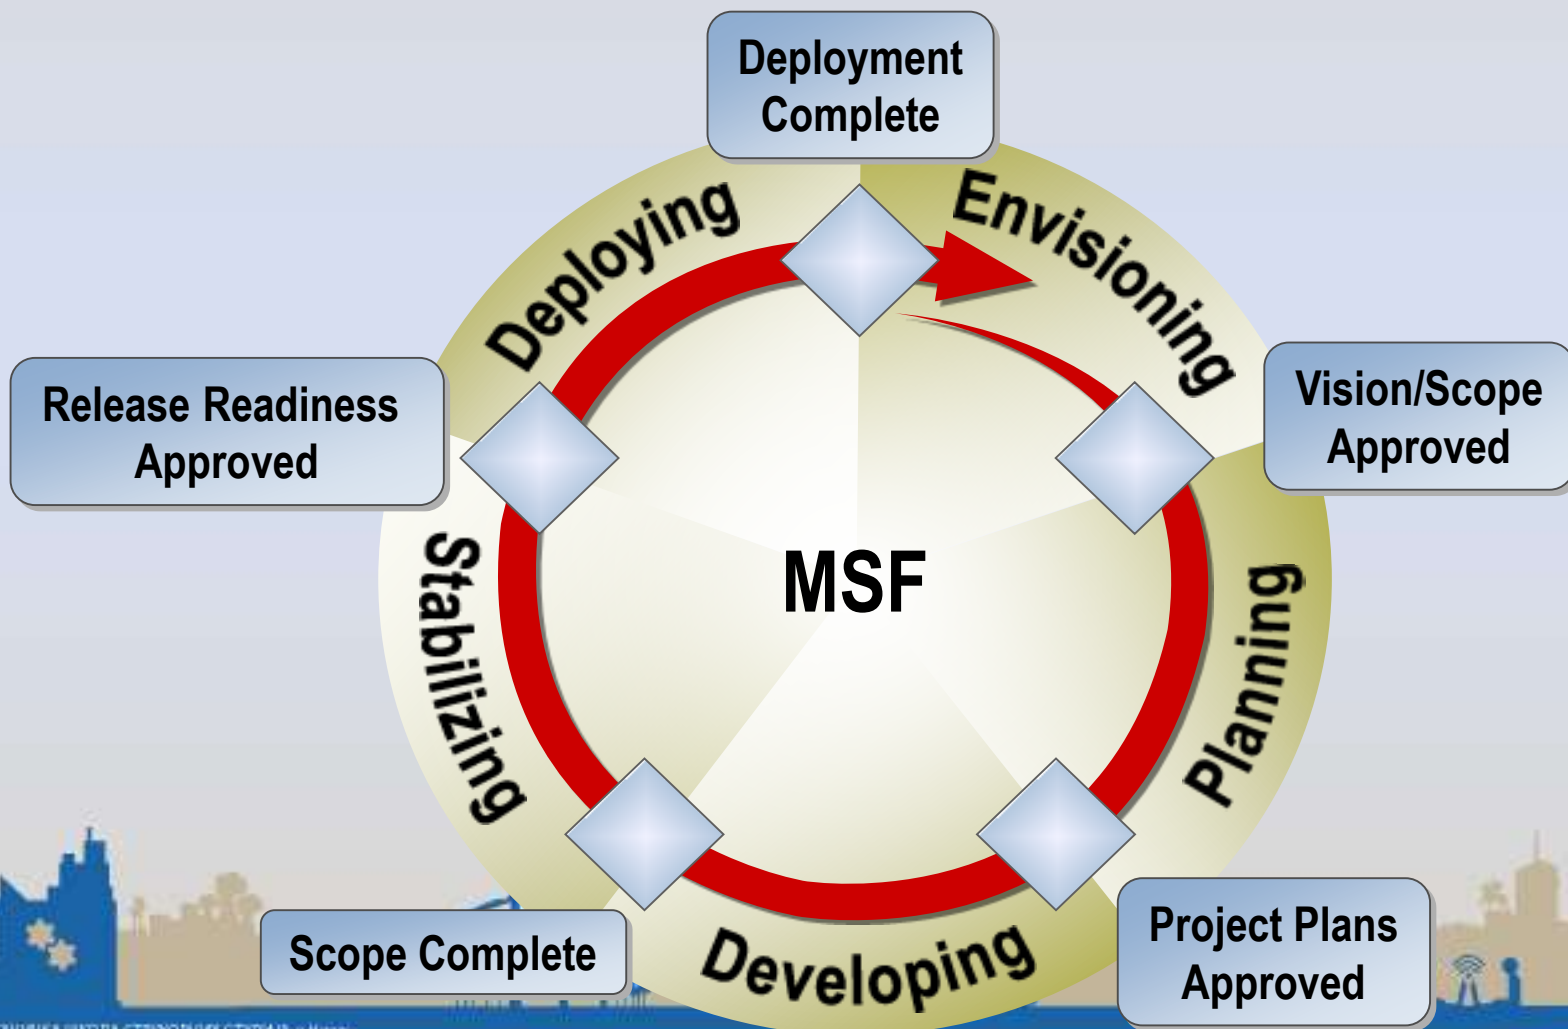 Deployment
Complete
Envisioning
Deploying
Vision/Scope
Approved
Release Readiness
Approved
MSF
Stabilizing
Planning
Project Plans
Approved
Scope Complete
Developing